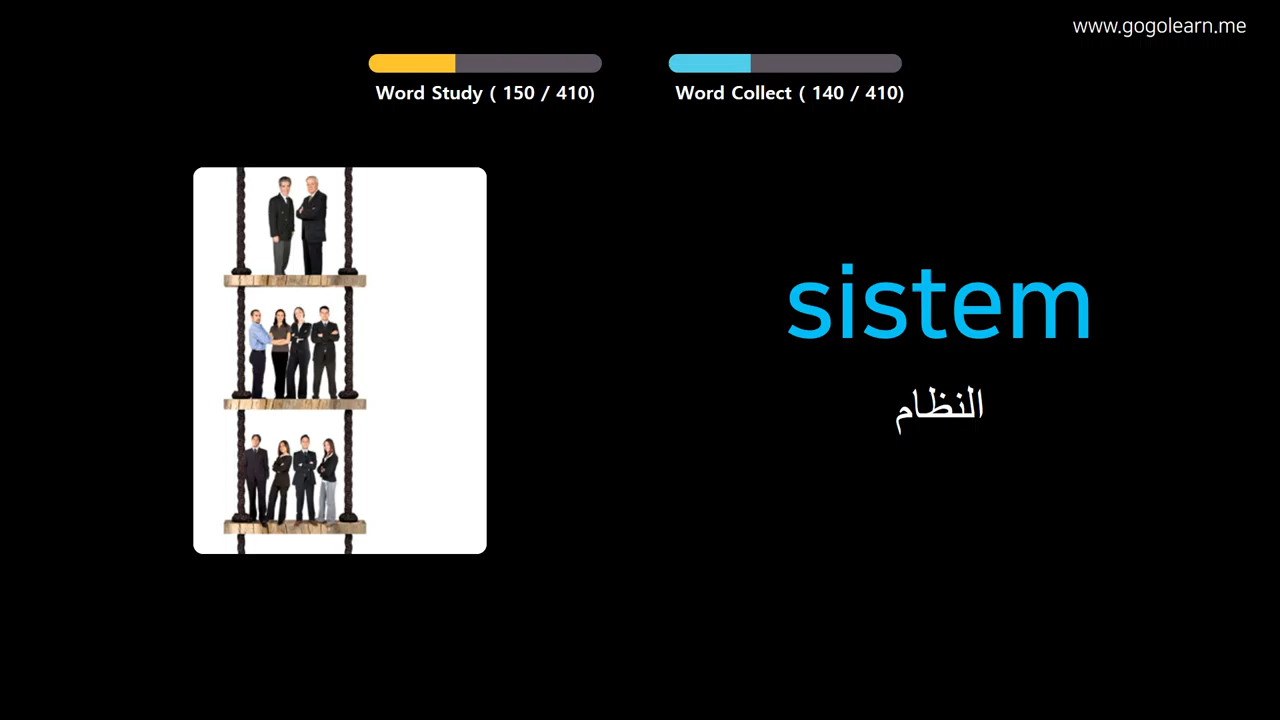 www.gogolearn.me
Word Study ( 150 / 410)
Word Collect ( 140 / 410)
sistem
النظام